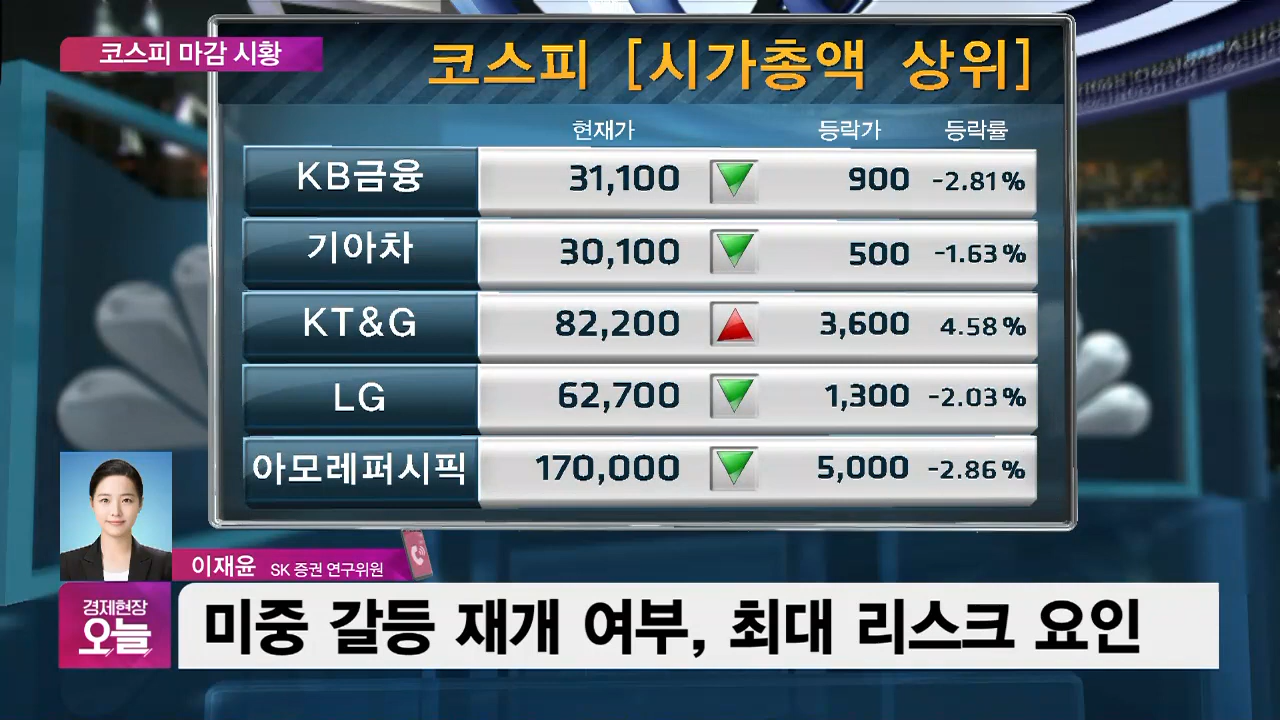 코스피 마감 시황
코스피 [시가총액 상위]
현재가 등락가 등락률
KB금융 31,100 ▼ 900 -2.81%
기아차 30,100 ▼ 500 -1.63%
KT&G 82,200 ▲ 3,600 4.58%
LG 62,700 ▼ 1,300 -2.03%
아모레퍼시픽 170,000 ▼ 5,000 -2.86%
이재윤 SK 증권 연구위원
경제현장
오늘
미중 갈등 재개 여부, 최대 리스크 요인